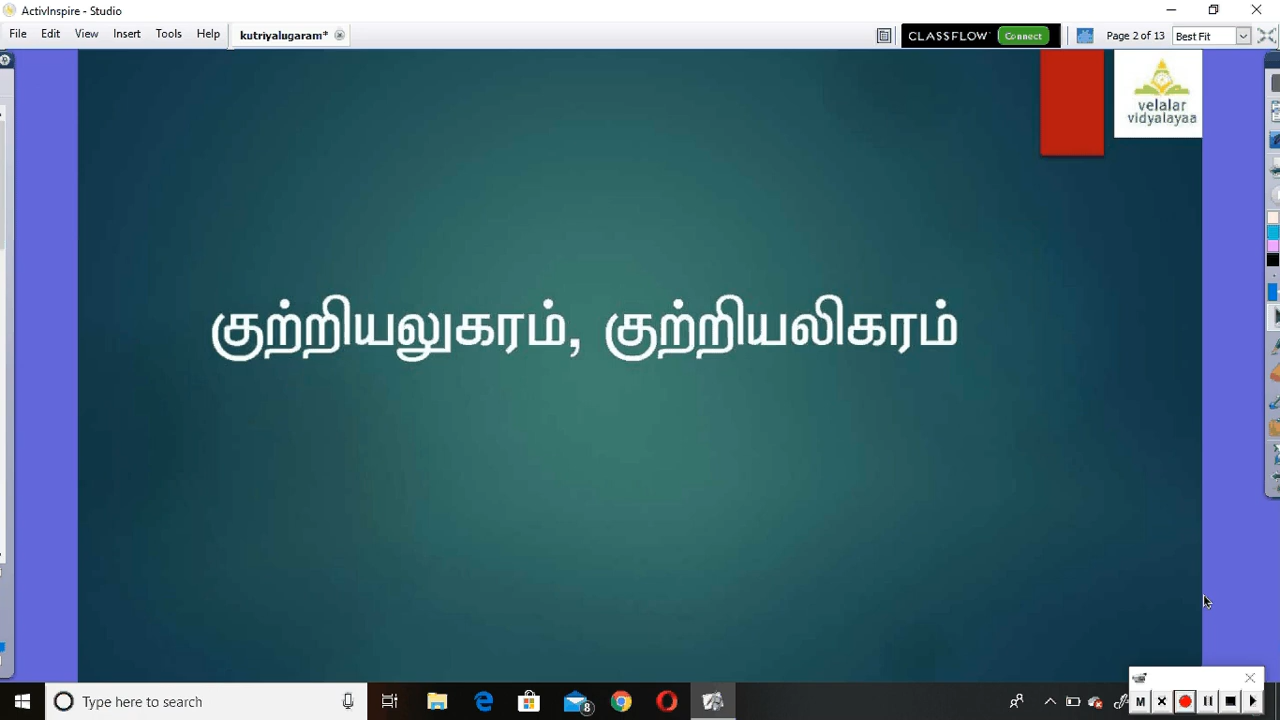 ActivInspire - Studio
File Edit View Insert Tools Help kutriyalugaram*
CLASSFLOW Connect Page 2 of 13 Best Fit
velalar
vidyalayaa
குற்றியலுகரம், குற்றியலிகரம்
Type here to search
8
M